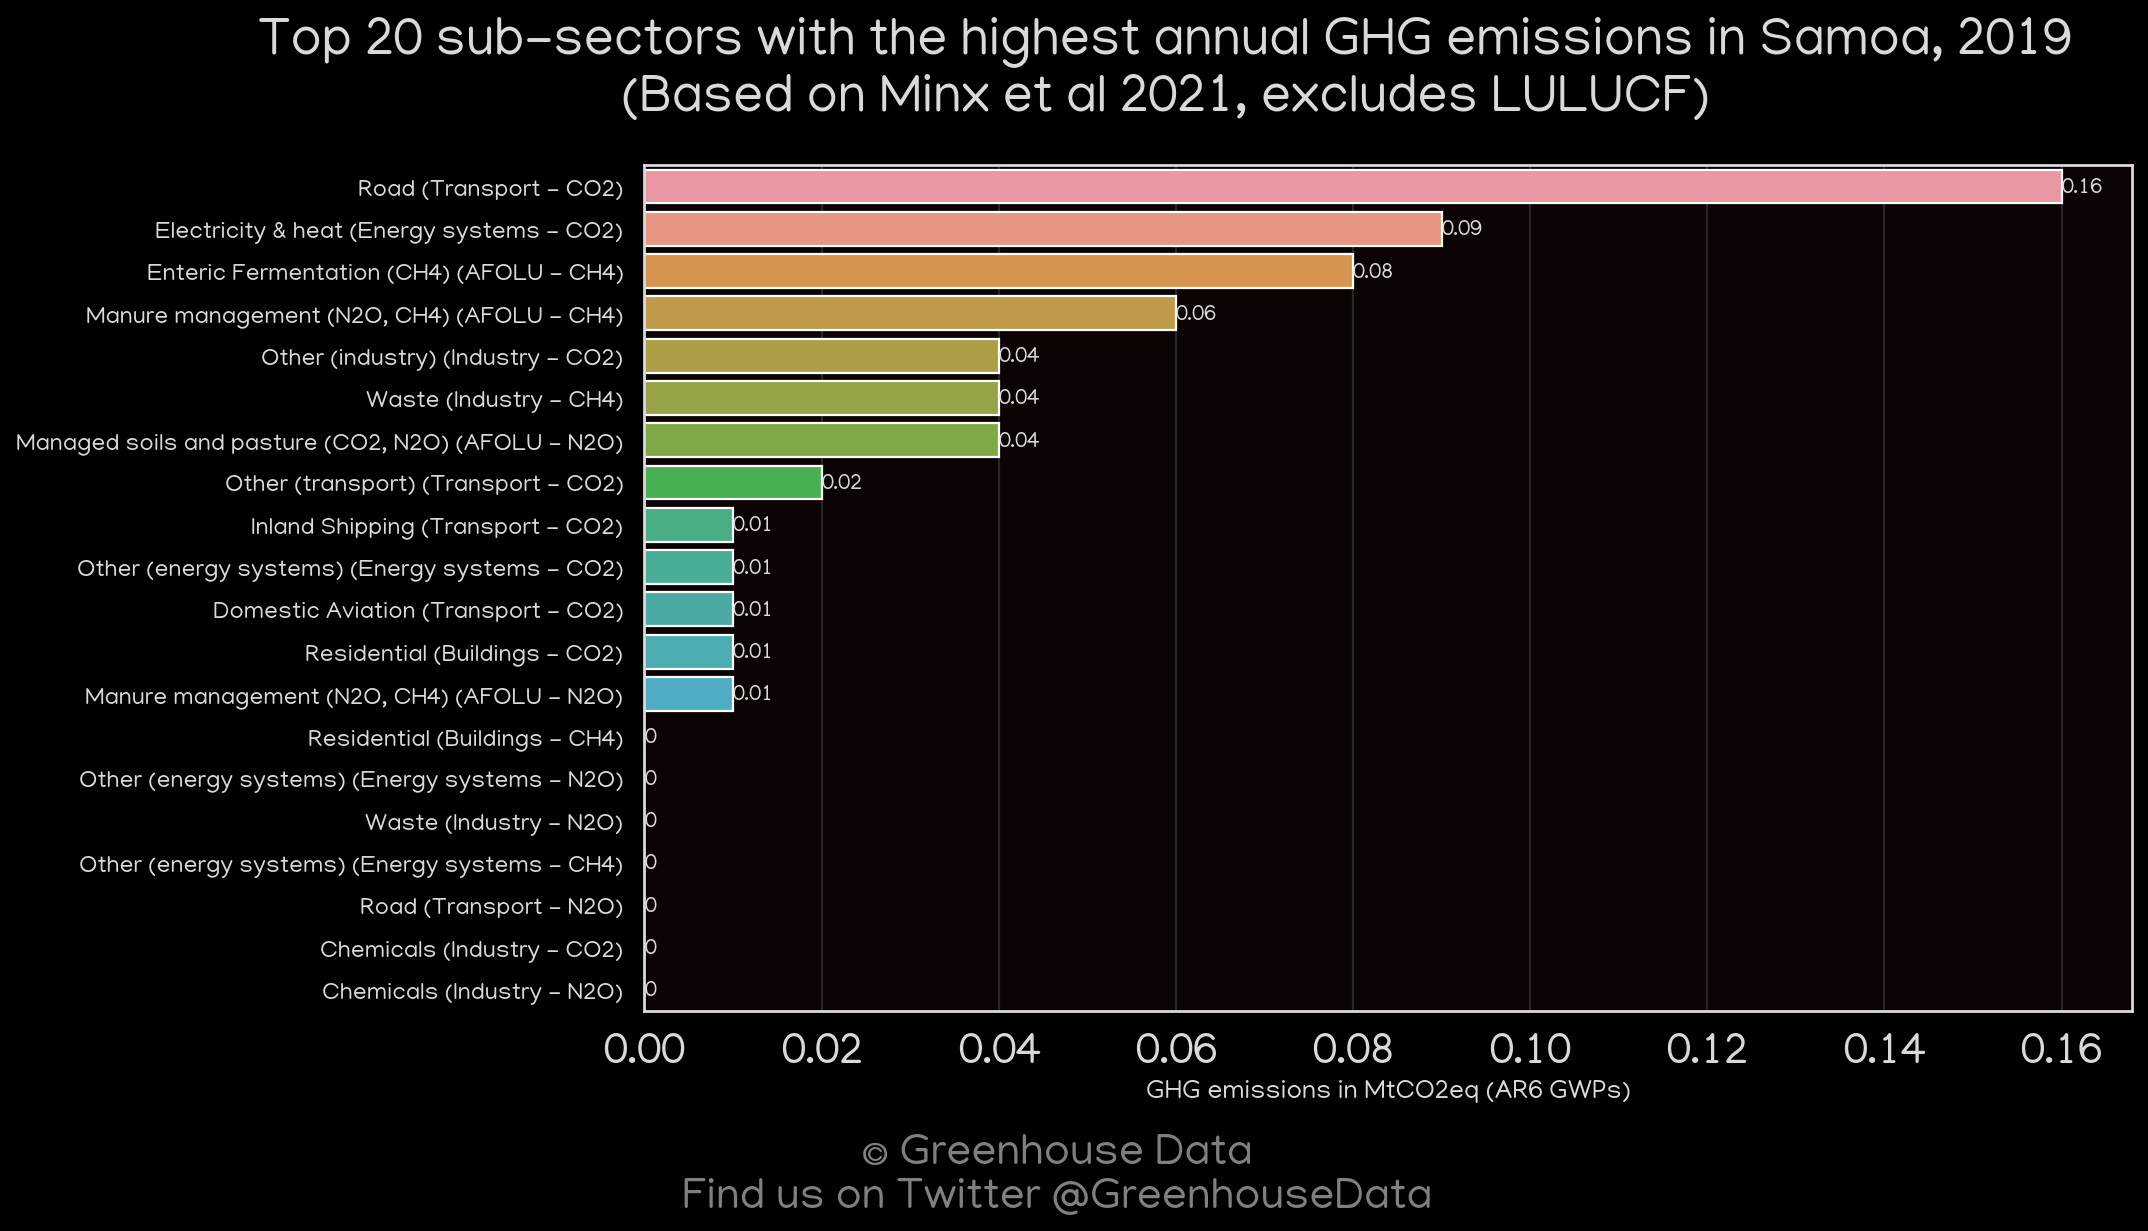 Top 20 sub-sectors with the highest annual GHG emissions in Samoa, 2019
(Based on Minx et al 2021, excludes LULUCF)
Road (Transport - CO2) 0.16
Electricity & heat (Energy systems - CO2) 0.09
Enteric Fermentation (CH4) (AFOLU - CH4) 0.08
Manure management (N2O, CH4) (AFOLU - CH4) 0.06
Other (industry) (Industry - CO2) 0.04
Waste (Industry - CH4) 0.04
Managed soils and pasture (CO2, N2O) (AFOLU - N2O) 0.04
Other (transport) (Transport - CO2) 0.02
Inland Shipping (Transport - CO2) 0.01
Other (energy systems) (Energy systems - CO2) 0.01
Domestic Aviation (Transport - CO2) 0.01
Residential (Buildings - CO2) 0.01
Manure management (N2O, CH4) (AFOLU - N2O) 0.01
Residential (Buildings - CH4) 0
Other (energy systems) (Energy systems - N2O) 0
Waste (Industry - N2O) 0
Other (energy systems) (Energy systems - CH4) 0
Road (Transport - N2O) 0
Chemicals (Industry - CO2) 0
Chemicals (Industry - N2O) 0
0.00 0.02 0.04 0.06 0.08 0.10 0.12 0.14 0.16
GHG emissions in MtCO2eq (AR6 GWPs)
© Greenhouse Data
Find us on Twitter @GreenhouseData